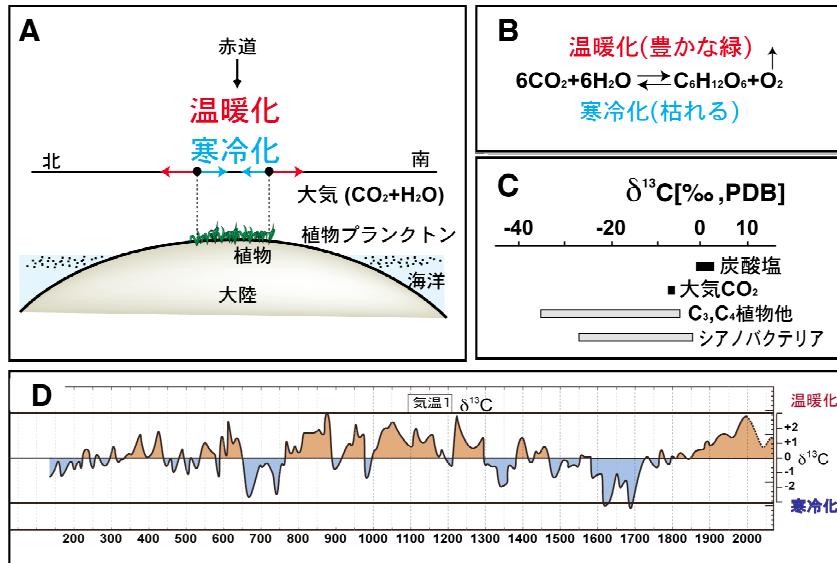 A
赤道
温暖化
寒冷化
北
南
大気 (CO₂+H₂O)
植物プランクトン
植物
海洋
大陸
B
温暖化(豊かな緑)
6CO₂+6H₂O ⇄ C₆H₁₂O₆+O₂
寒冷化(枯れる)
C
δ¹³C[‰,PDB]
-40 -20 0 10
炭酸塩
大気CO₂
C₃,C₄植物他
シアノバクテリア
D
気温1 δ¹³C
温暖化
+2
+1
0 δ¹³C
-1
-2
寒冷化
200 300 400 500 600 700 800 900 1000 1100 1200 1300 1400 1500 1600 1700 1800 1900 2000